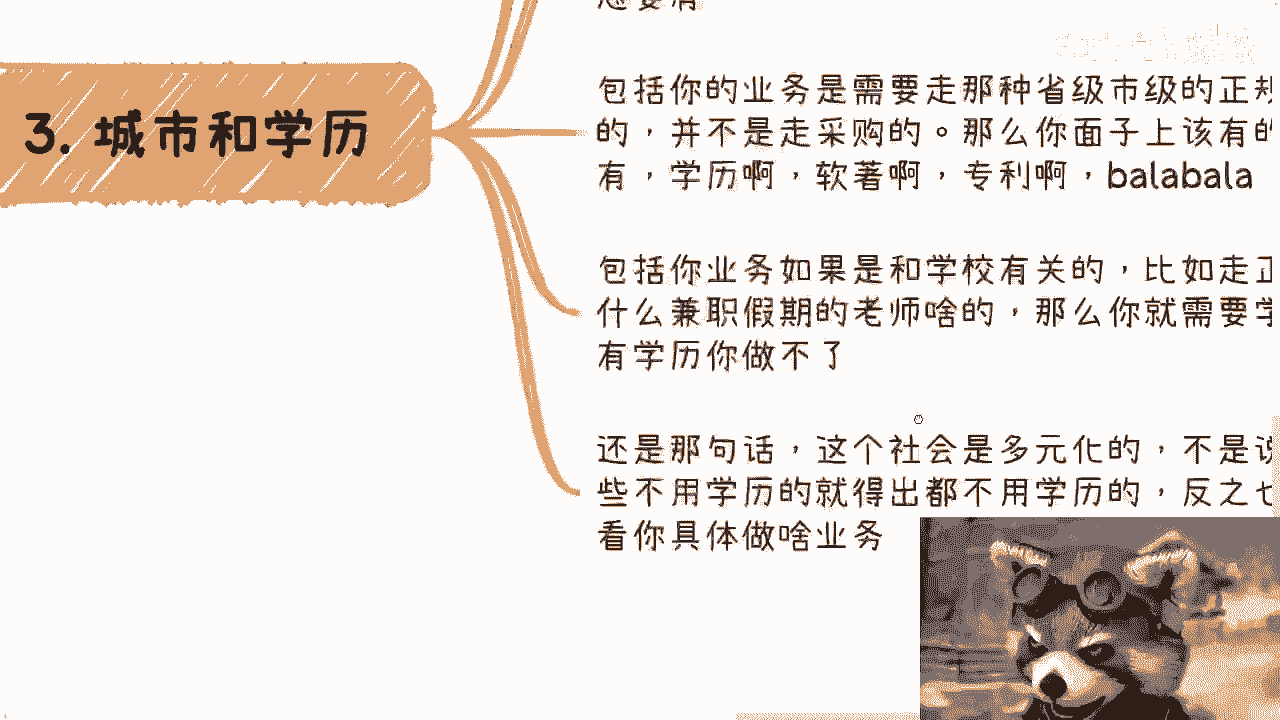 3. 城市和学历
包括你的业务是需要走那种省级市级的正规
的，并不是走采购的。那么你面子上该有的
有，学历啊，软著啊，专利啊，balabala
包括你业务如果是和学校有关的，比如走正
什么兼职假期的老师啥的，那么你就需要学
有学历你做不了
还是那句话，这个社会是多元化的，不是说
些不用学历的就得出都不用学历的，反之也
看你具体做啥业务